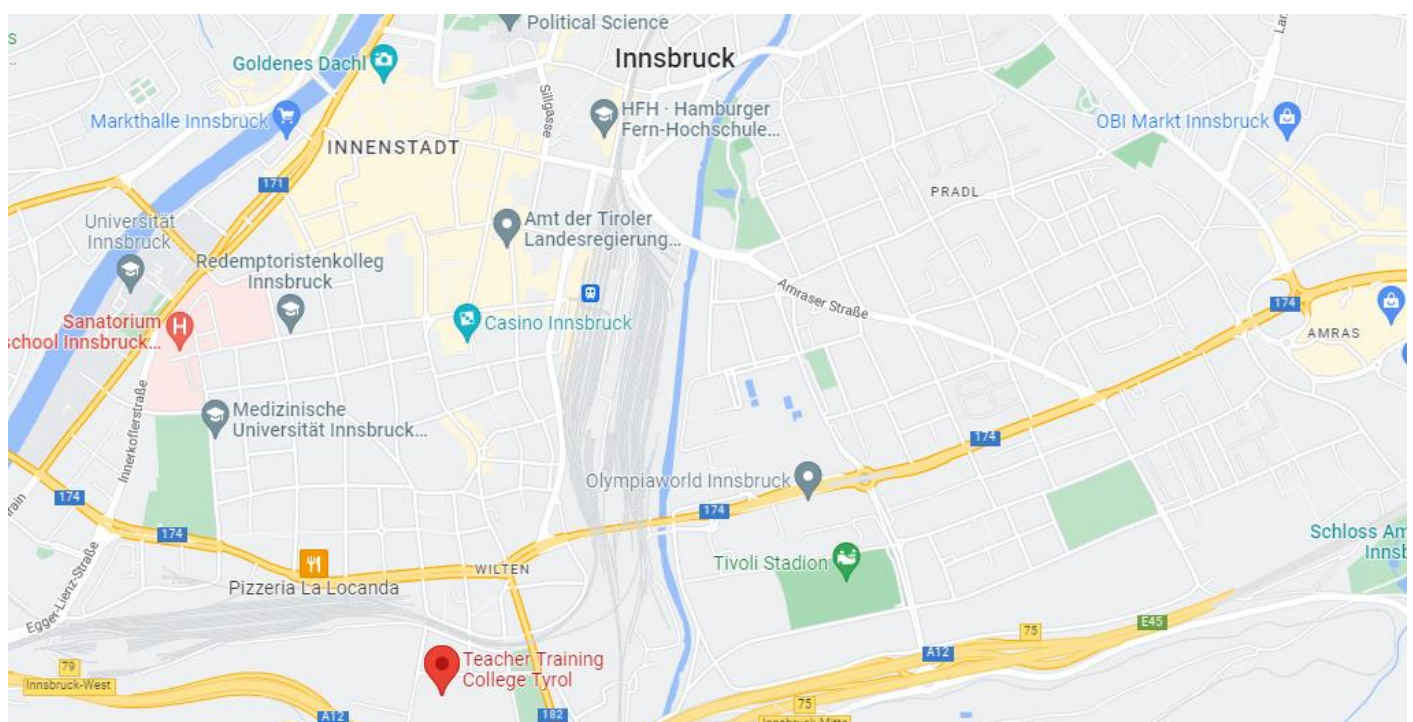 Political Science
Innsbruck
Goldenes Dachl
Sillgasse
HFH · Hamburger
Fern-Hochschule...
Markthalle Innsbruck
OBI Markt Innsbruck
INNENSTADT
171
PRADL
Universität
Innsbruck
Amt der Tiroler
Landesregierung...
Redemptoristenkolleg
Innsbruck
Amraser Straße
174
Sanatorium
school Innsbruck...
H
Casino Innsbruck
AMRAS
Innerkoflerstraße
Medizinische
Universität Innsbruck...
174
Olympiaworld Innsbruck
174
174
174
Schloss Am
Innsb
Tivoli Stadion
WILTEN
Pizzeria La Locanda
Egger-Lienz-Straße
E45
75
A12
79
Innsbruck-West
Teacher Training
College Tyrol
75
A12
182
Innsbruck-Mitte